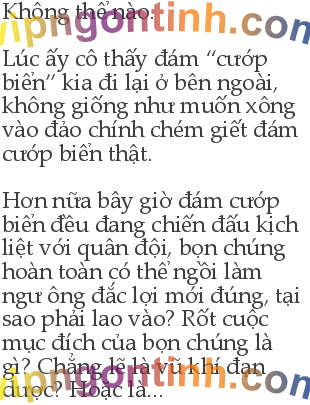 Không thể nào.
vipngontinh.com
Lúc ấy cô thấy đám “cướp
biển” kia đi lại ở bên ngoài,
không giống như muốn xông
vào đảo chính chém giết đám
cướp biển thật.
Hơn nữa bây giờ đám cướp
biển đều đang chiến đấu kịch
liệt với quân đội, bọn chúng
hoàn toàn có thể ngồi làm
ngư ông đắc lợi mới đúng, tại
sao phải lao vào? Rốt cuộc
mục đích của bọn chúng là
gì? Chẳng lẽ là vũ khí đạn
dược? Hoặc là...
vipngontinh.com